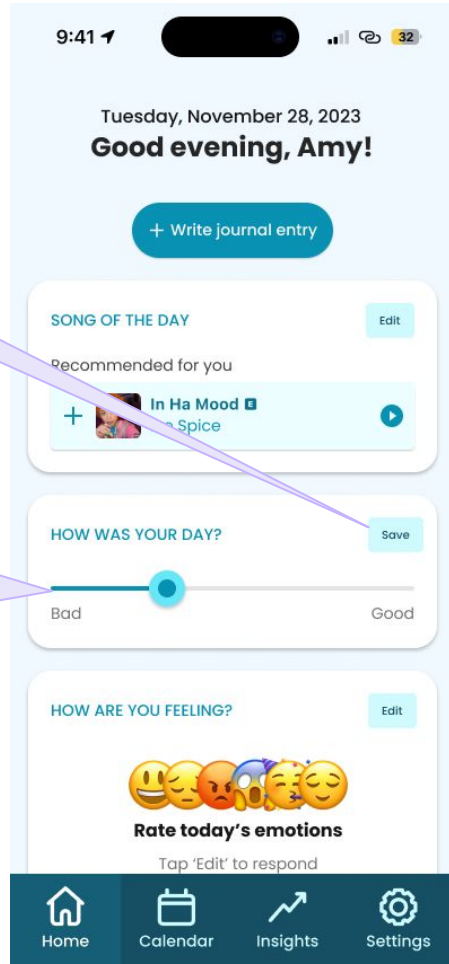 9:41
32
Tuesday, November 28, 2023
Good evening, Amy!
+ Write journal entry
SONG OF THE DAY
Edit
Recommended for you
+ In Ha Mood E
Spice
HOW WAS YOUR DAY?
Save
Bad Good
HOW ARE YOU FEELING?
Edit
Rate today's emotions
Tap 'Edit' to respond
Home Calendar Insights Settings